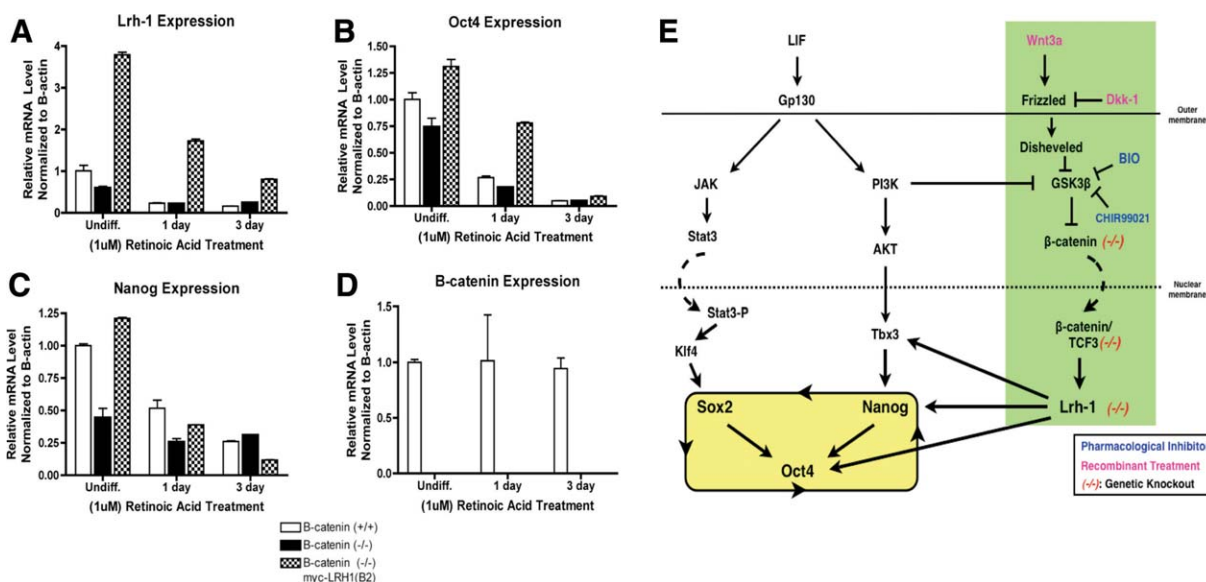 A
Lrh-1 Expression
Relative mRNA Level
Normalized to B-actin
4
3
2
1
0
Undiff.
1 day
3 day
(1uM) Retinoic Acid Treatment
B
Oct4 Expression
Relative mRNA Level
Normalized to B-actin
1.50
1.25
1.00
0.75
0.50
0.25
0.00
Undiff.
1 day
3 day
(1uM) Retinoic Acid Treatment
C
Nanog Expression
Relative mRNA Level
Normalized to B-actin
1.25
1.00
0.75
0.50
0.25
0.00
Undiff.
1 day
3 day
(1uM) Retinoic Acid Treatment
D
B-catenin Expression
Relative mRNA Level
Normalized to B-actin
1.5
1.0
0.5
0.0
Undiff.
1 day
3 day
(1uM) Retinoic Acid Treatment
B-catenin (+/+)
B-catenin (-/-)
B-catenin (-/-)
myc-LRH1(B2)
E
LIF
Gp130
JAK
Stat3
Stat3-P
Klf4
PI3K
AKT
Tbx3
Sox2
Nanog
Oct4
Wnt3a
Frizzled
Dkk-1
Outer
membrane
Disheveled
BIO
GSK3β
CHIR99021
β-catenin (-/-)
Nuclear
membrane
β-catenin/
TCF3(-/-)
Lrh-1 (-/-)
Pharmacological Inhibito
Recombinant Treatment
(-/-): Genetic Knockout